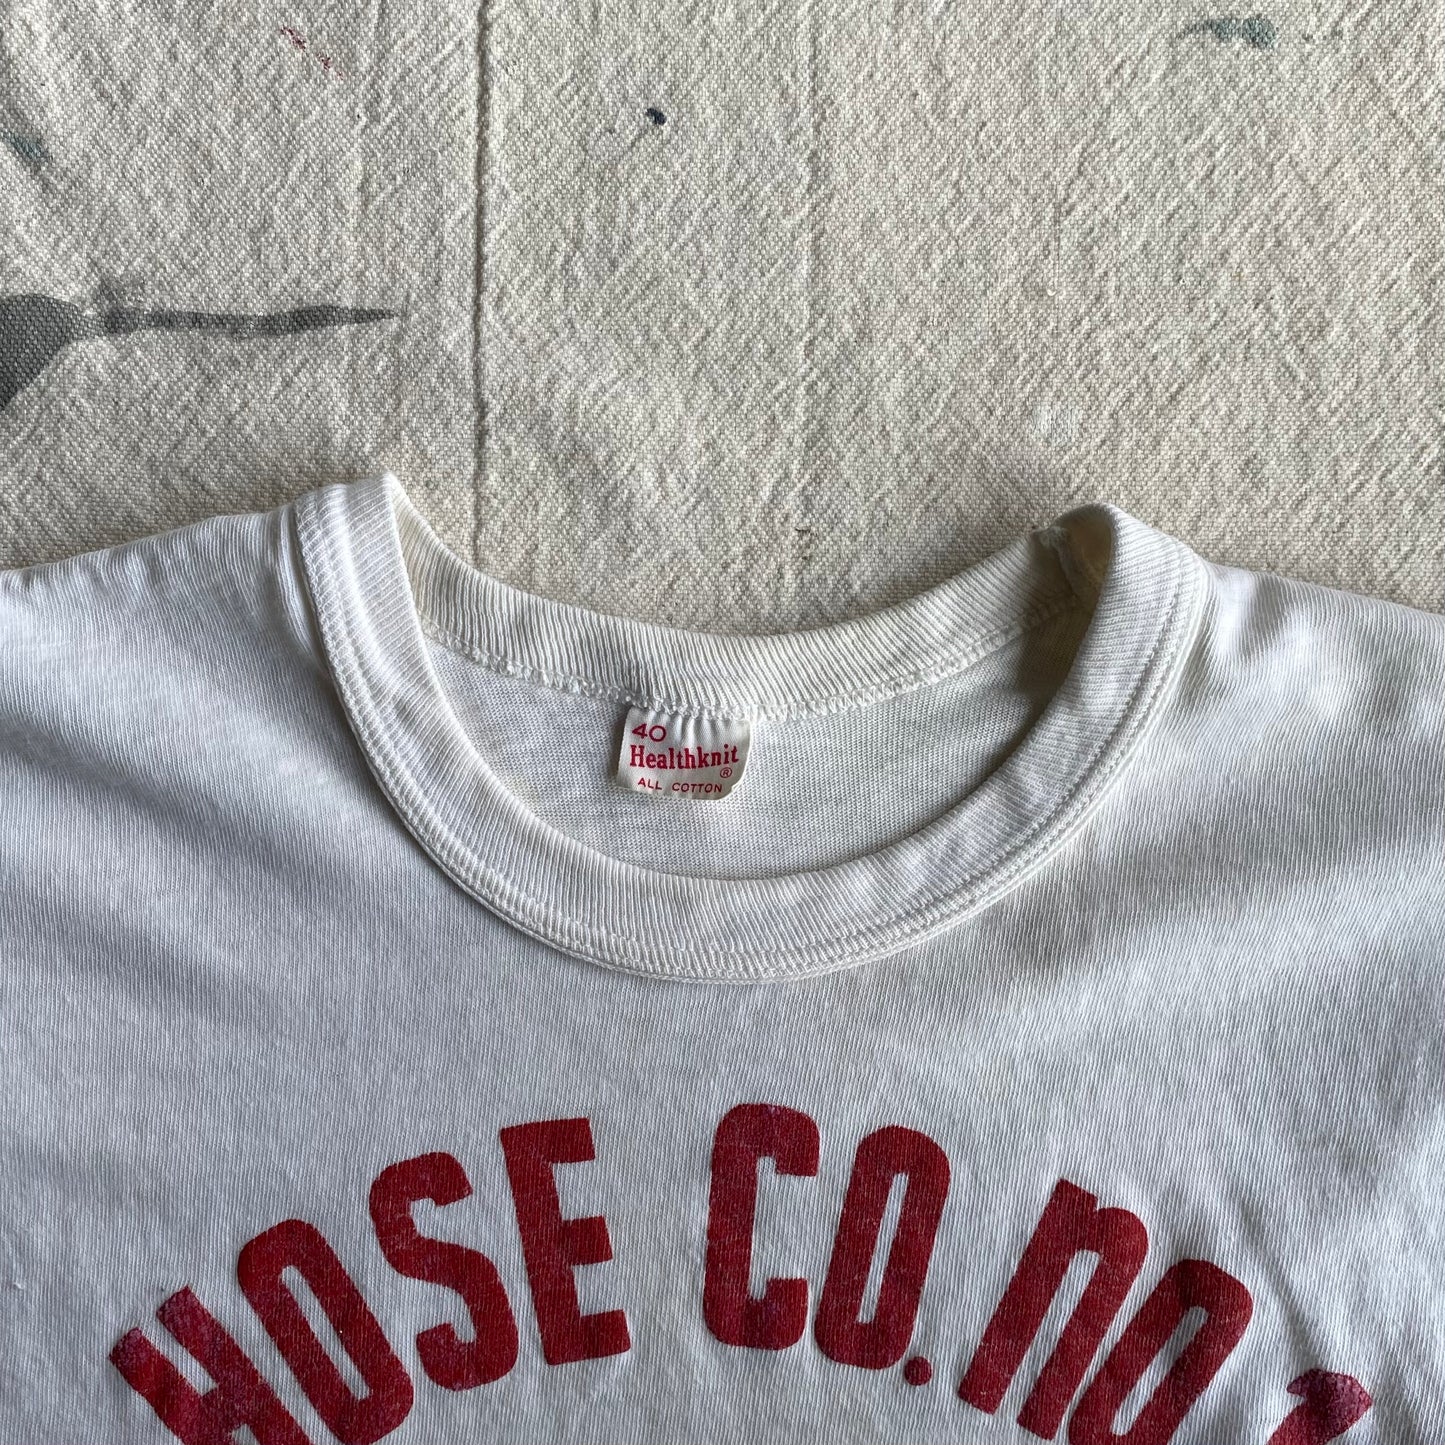 40
Healthknit®
ALL COTTON
HOSE CO. NO.